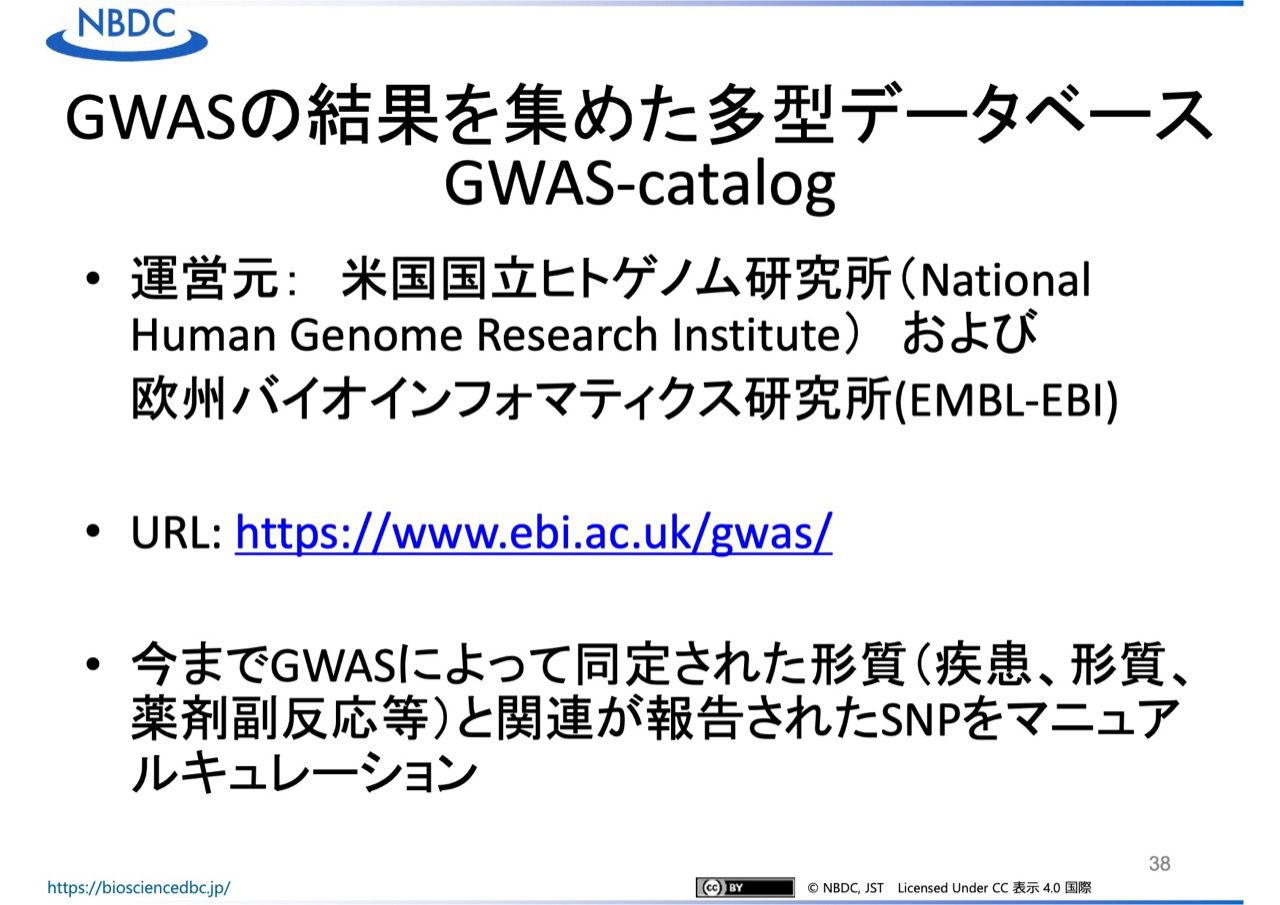 NBDC
GWASの結果を集めた多型データベース
GWAS-catalog
• 運営元：　米国国立ヒトゲノム研究所（National
Human Genome Research Institute）　および
欧州バイオインフォマティクス研究所(EMBL-EBI)
• URL: https://www.ebi.ac.uk/gwas/
• 今までGWASによって同定された形質（疾患、形質、
薬剤副反応等）と関連が報告されたSNPをマニュア
ルキュレーション
38
https://biosciencedbc.jp/
cc BY
© NBDC, JST　Licensed Under CC 表示 4.0 国際